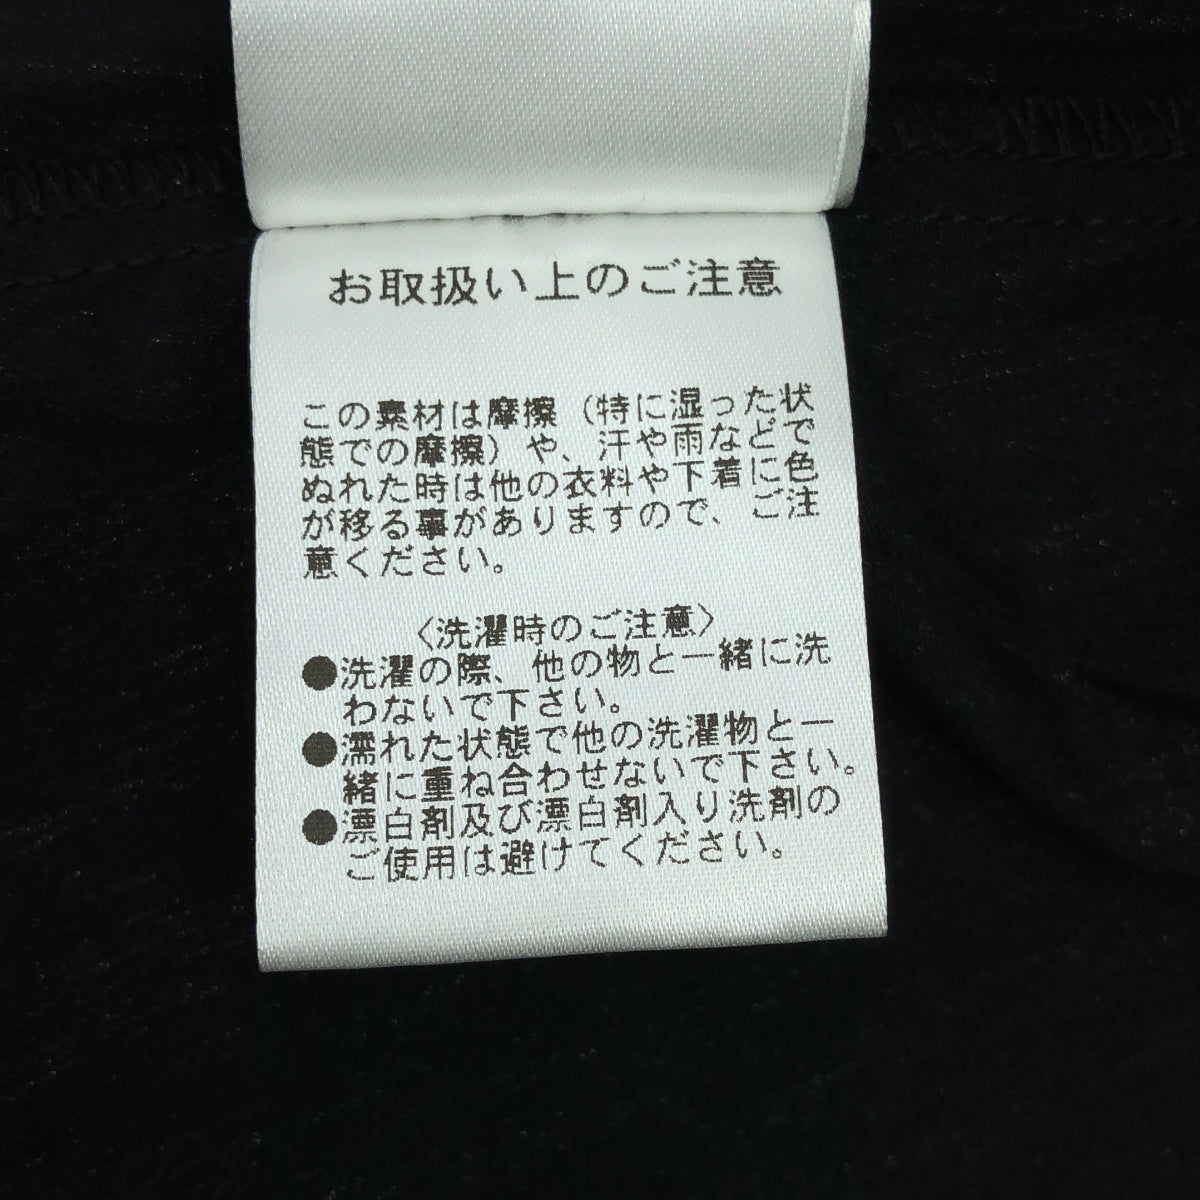 お取扱い上のご注意
この素材は摩擦（特に湿った状
態での摩擦）や、汗や雨などで
ぬれた時は他の衣料や下着に色
が移る事がありますので、ご注
意ください。
〈洗濯時のご注意〉
●洗濯の際、他の物と一緒に洗
わないで下さい。
●濡れた状態で他の洗濯物と一
緒に重ね合わせないで下さい。
●漂白剤及び漂白剤入り洗剤の
ご使用は避けてください。